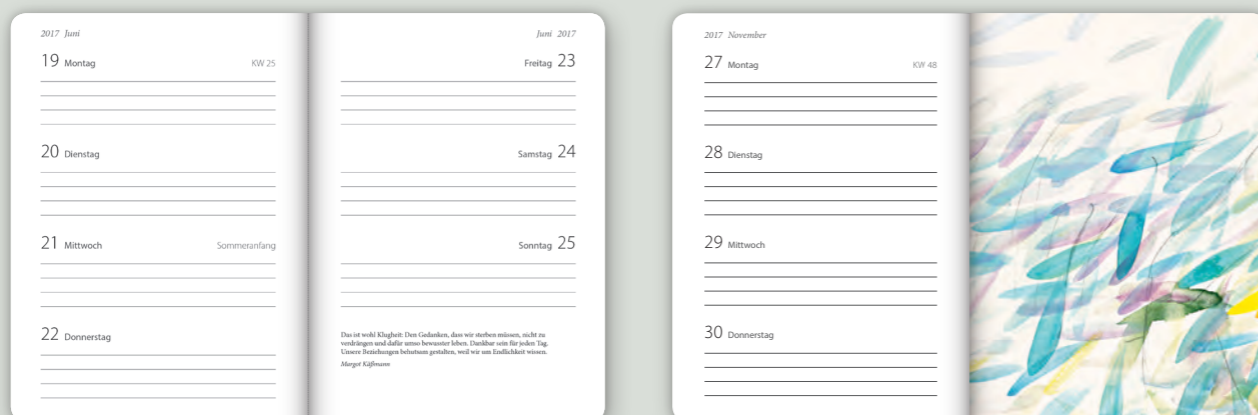 2017 Juni
19 Montag KW 25
20 Dienstag
21 Mittwoch Sommeranfang
22 Donnerstag
Juni 2017
Freitag 23
Samstag 24
Sonntag 25
Das ist wohl Klugheit: Den Gedanken, dass wir sterben müssen, nicht zu
verdrängen und dafür umso bewusster leben. Dankbar sein für jeden Tag.
Unsere Beziehungen behutsam gestalten, weil wir um Endlichkeit wissen.
Margot Käßmann
2017 November
27 Montag KW 48
28 Dienstag
29 Mittwoch
30 Donnerstag